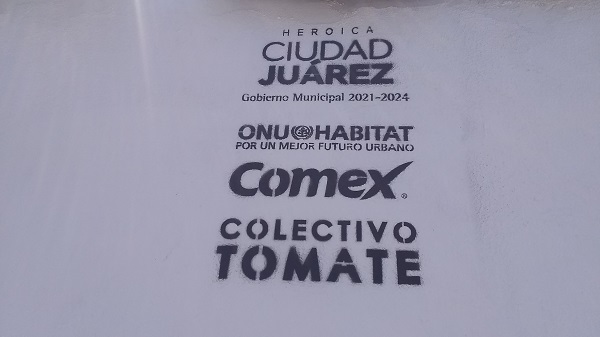 HEROICA
CIUDAD
JUÁREZ
Gobierno Municipal 2021-2024
ONU HABITAT
POR UN MEJOR FUTURO URBANO
Comex®
COLECTIVO
TOMATE